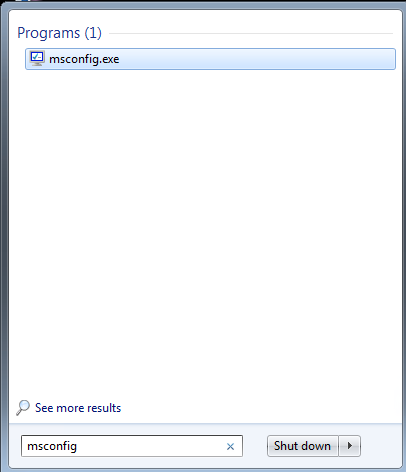 Programs (1)
msconfig.exe
See more results
msconfig
Shut down